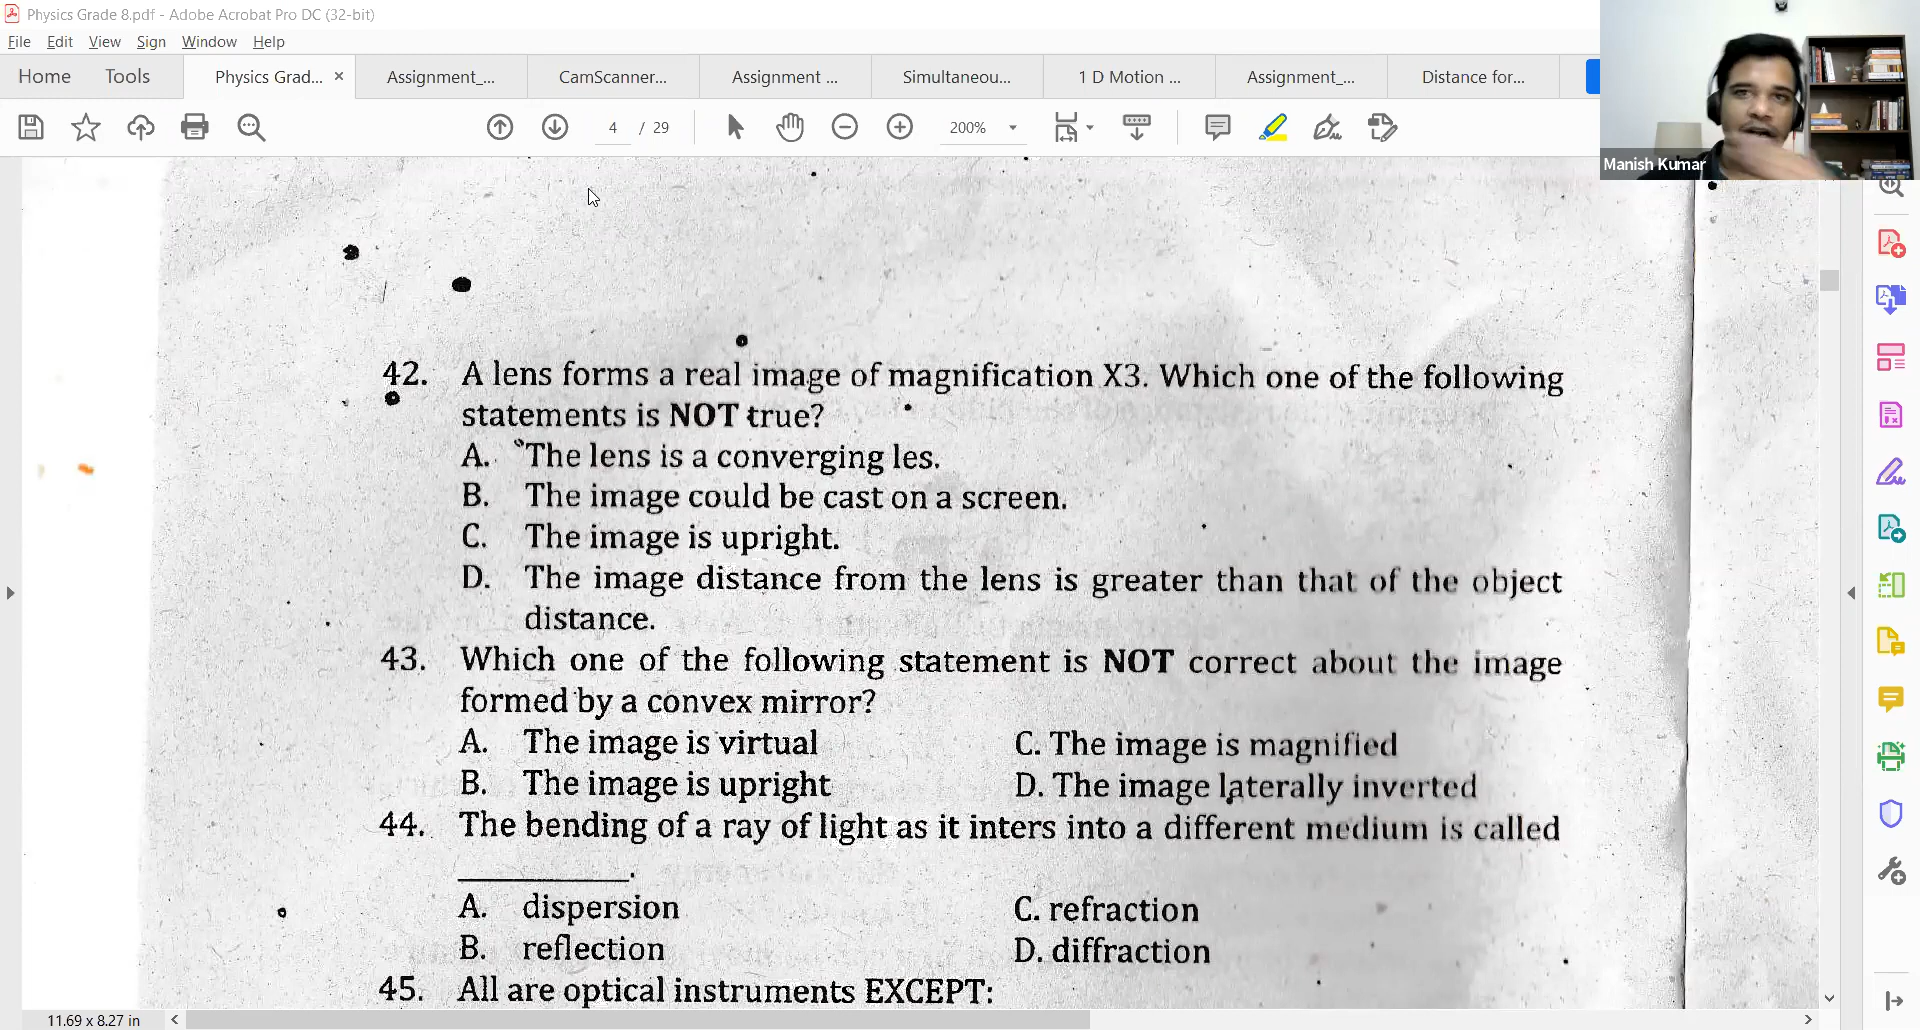 Physics Grade 8.pdf - Adobe Acrobat Pro DC (32-bit)
File Edit View Sign Window Help
Home Tools Physics Grad... × Assignment_... CamScanner... Assignment ... Simultaneou... 1 D Motion ... Assignment_... Distance for...
4 / 29 200%
Manish Kumar
42. A lens forms a real image of magnification X3. Which one of the following
statements is NOT true?
A. The lens is a converging les.
B. The image could be cast on a screen.
C. The image is upright.
D. The image distance from the lens is greater than that of the object
distance.
43. Which one of the following statement is NOT correct about the image
formed by a convex mirror?
A. The image is virtual C. The image is magnified
B. The image is upright D. The image laterally inverted
44. The bending of a ray of light as it inters into a different medium is called
____________.
A. dispersion C. refraction
B. reflection D. diffraction
45. All are optical instruments EXCEPT:
11.69 x 8.27 in